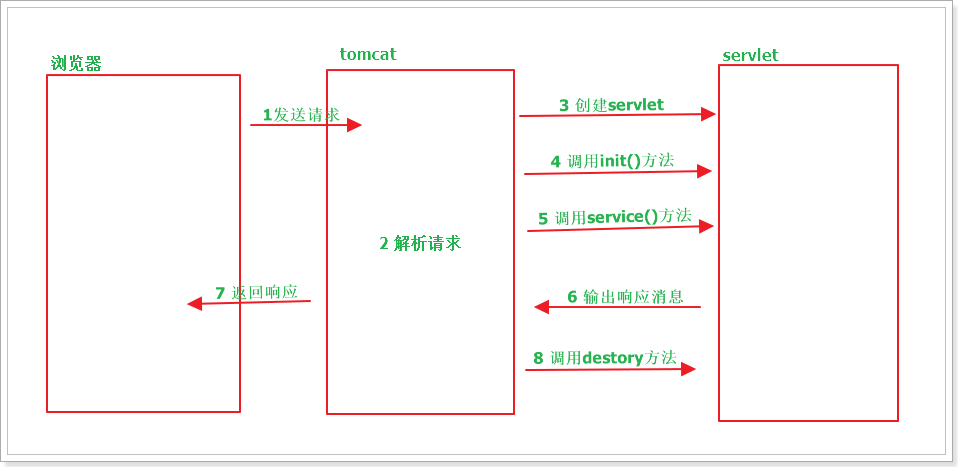 浏览器
tomcat
servlet
1发送请求
2 解析请求
3 创建servlet
4 调用init()方法
5 调用service()方法
6 输出响应消息
7 返回响应
8 调用destory方法